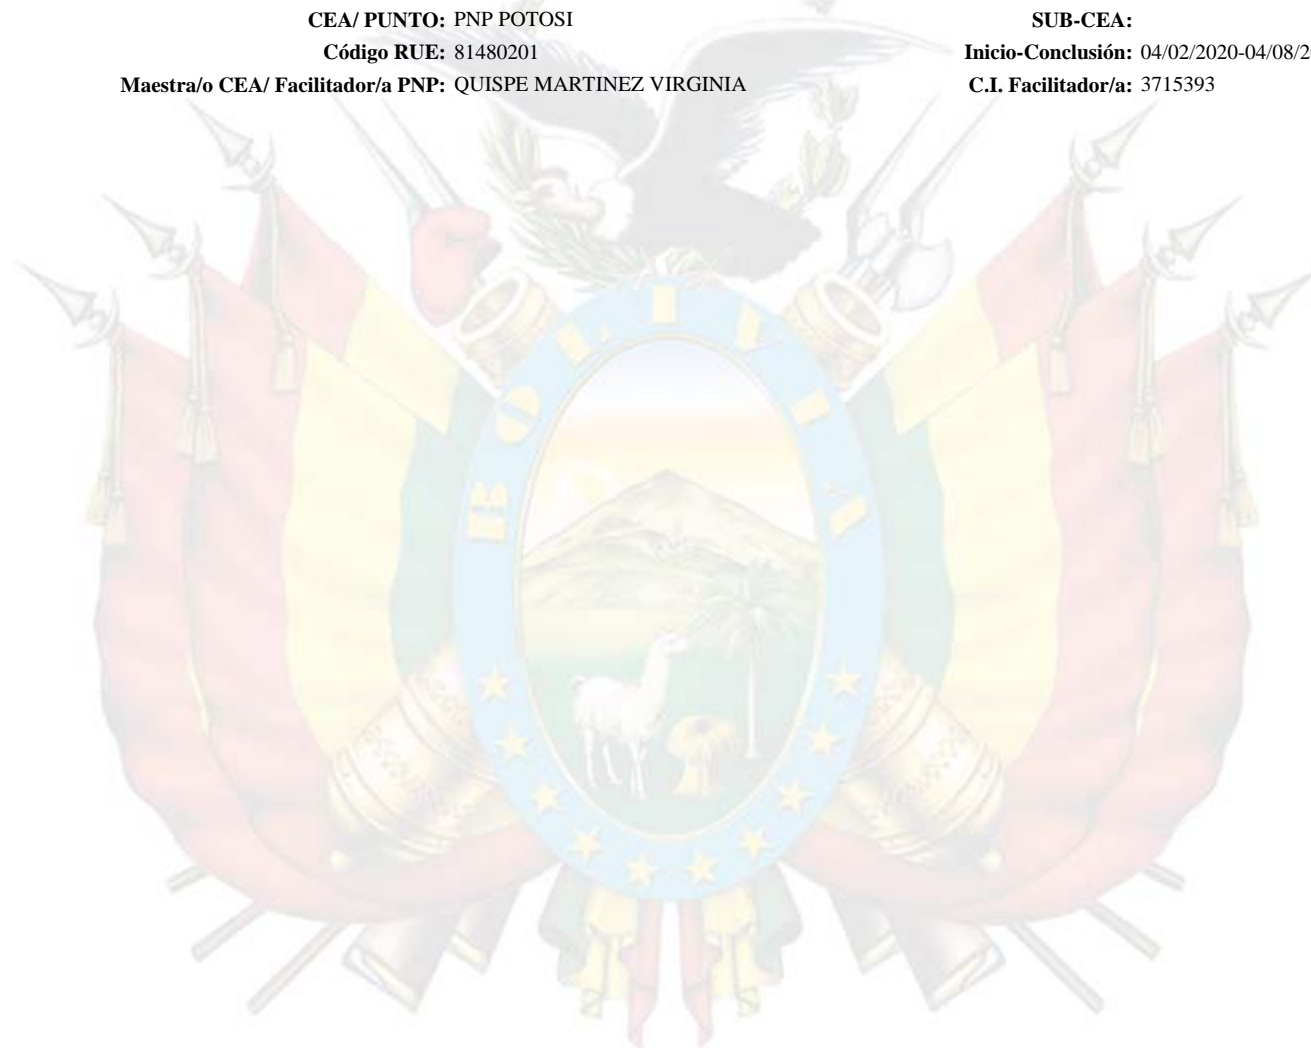 CEA/ PUNTO: PNP POTOSI SUB-CEA:
Código RUE: 81480201 Inicio-Conclusión: 04/02/2020-04/08/2
Maestra/o CEA/ Facilitador/a PNP: QUISPE MARTINEZ VIRGINIA C.I. Facilitador/a: 3715393
BOLIVIA